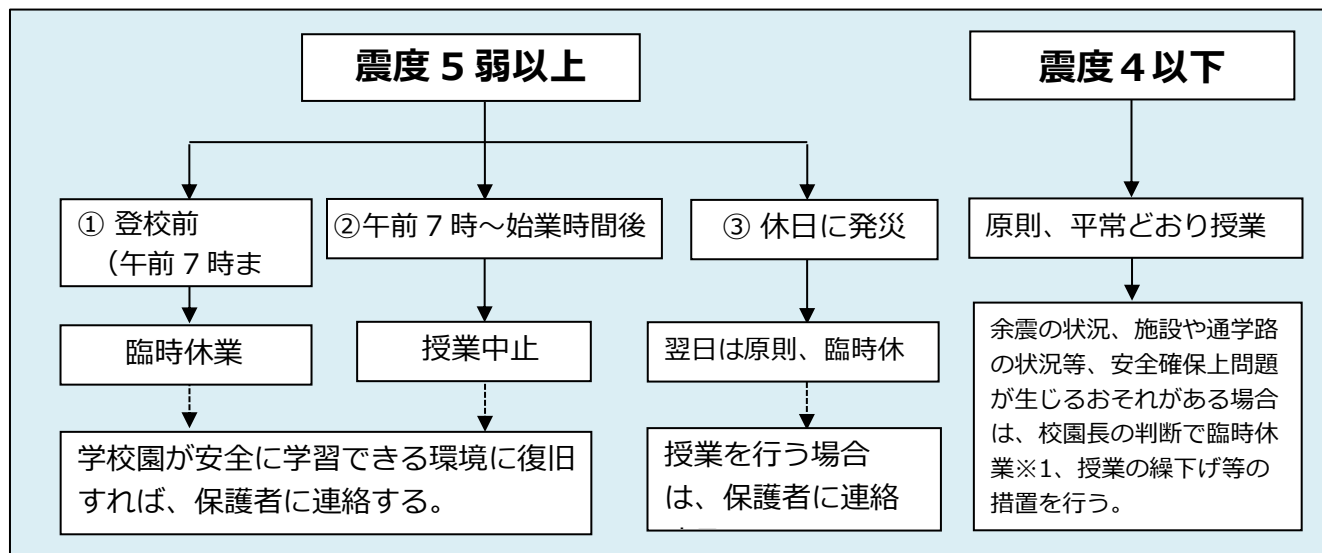 震度５弱以上
震度４以下
① 登校前
（午前７時ま
②午前７時～始業時間後
③ 休日に発災
原則、平常どおり授業
臨時休業
授業中止
翌日は原則、臨時休
学校園が安全に学習できる環境に復旧
すれば、保護者に連絡する。
授業を行う場合
は、保護者に連絡
余震の状況、施設や通学路
の状況等、安全確保上問題
が生じるおそれがある場合
は、校園長の判断で臨時休
業※1、授業の繰下げ等の
措置を行う。